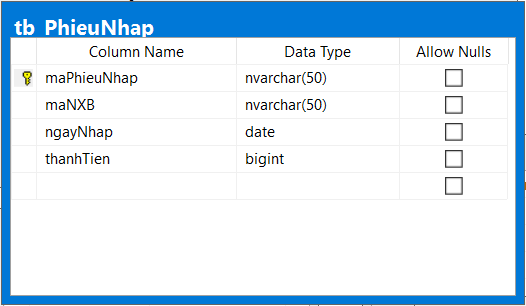 tb_PhieuNhap
Column Name Data Type Allow Nulls
maPhieuNhap nvarchar(50)
maNXB nvarchar(50)
ngayNhap date
thanhTien bigint